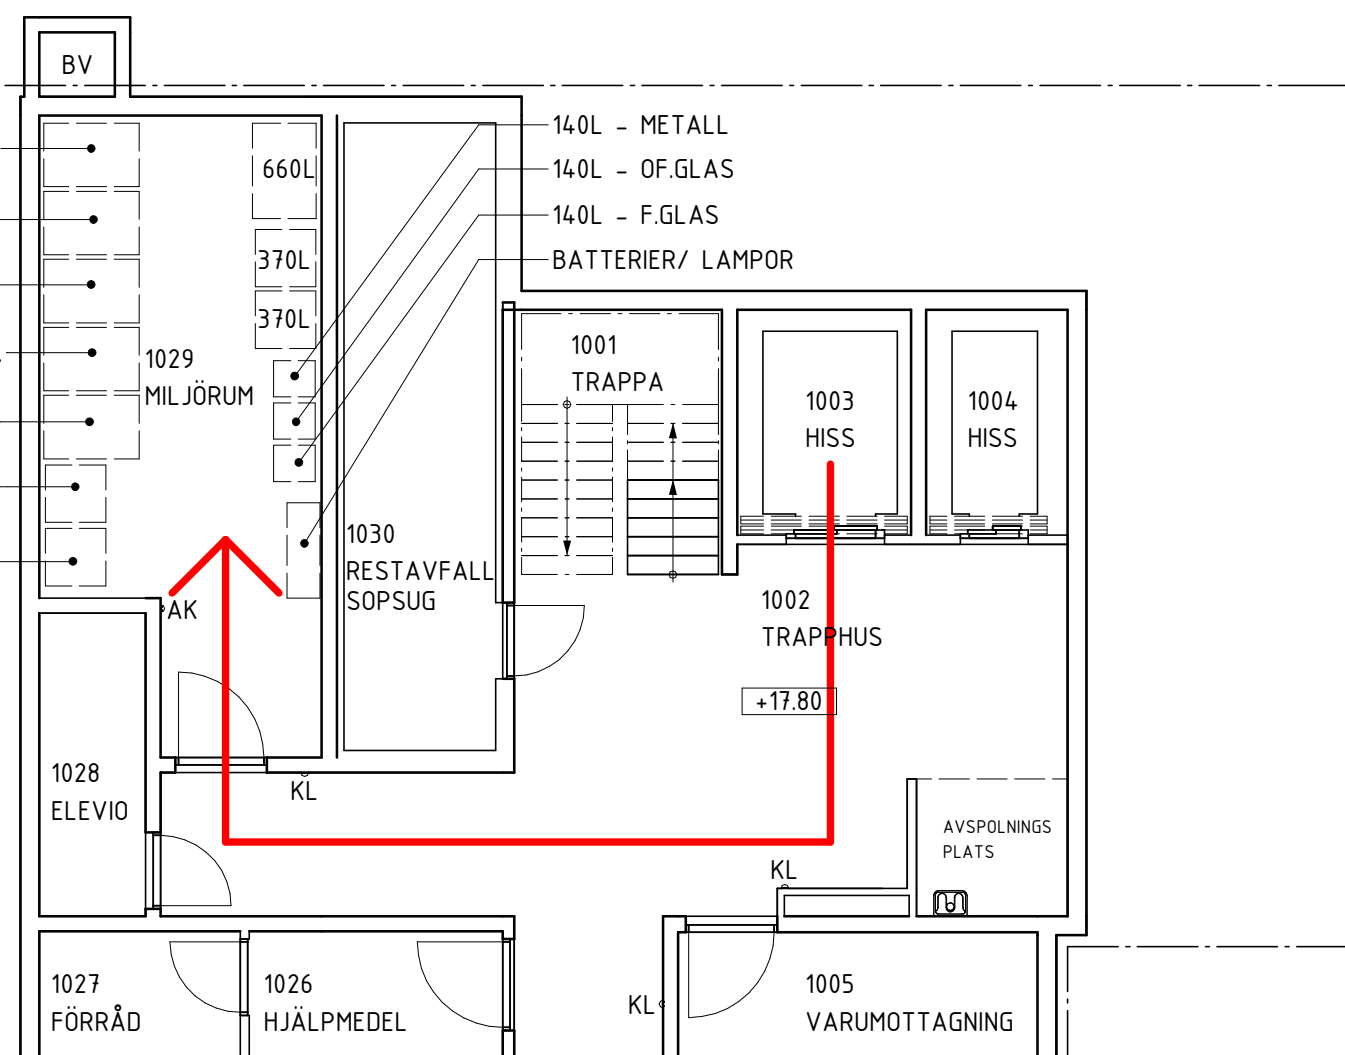 BV
140L - METALL
140L - OF.GLAS
140L - F.GLAS
BATTERIER/ LAMPOR
660L
370L
370L
1029
MILJÖRUM
1001
TRAPPA
1003
HISS
1004
HISS
1030
RESTAVFALL
SOPSUG
AK
1002
TRAPPHUS
+17.80
1028
ELEVIO
KL
AVSPOLNINGS
PLATS
KL
1027
FÖRRÅD
1026
HJÄLPMEDEL
KL
1005
VARUMOTTAGNING